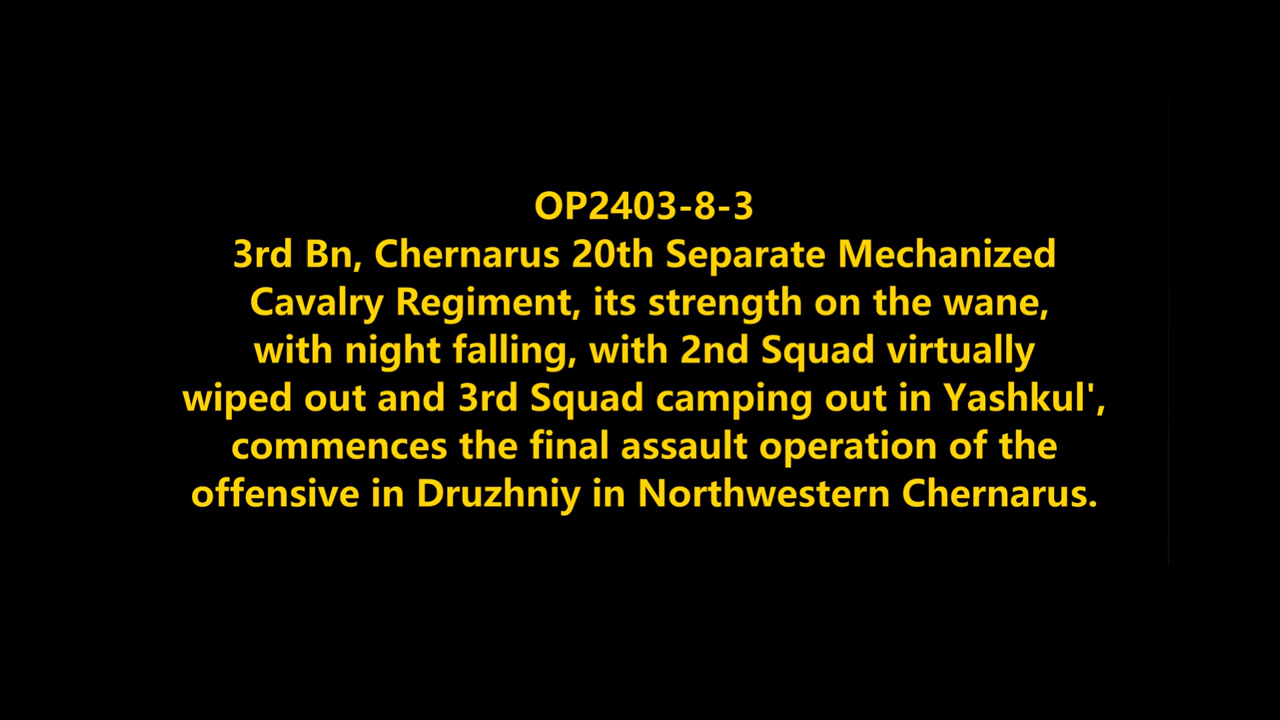 OP2403-8-3
3rd Bn, Chernarus 20th Separate Mechanized
Cavalry Regiment, its strength on the wane,
with night falling, with 2nd Squad virtually
wiped out and 3rd Squad camping out in Yashkul',
commences the final assault operation of the
offensive in Druzhniy in Northwestern Chernarus.